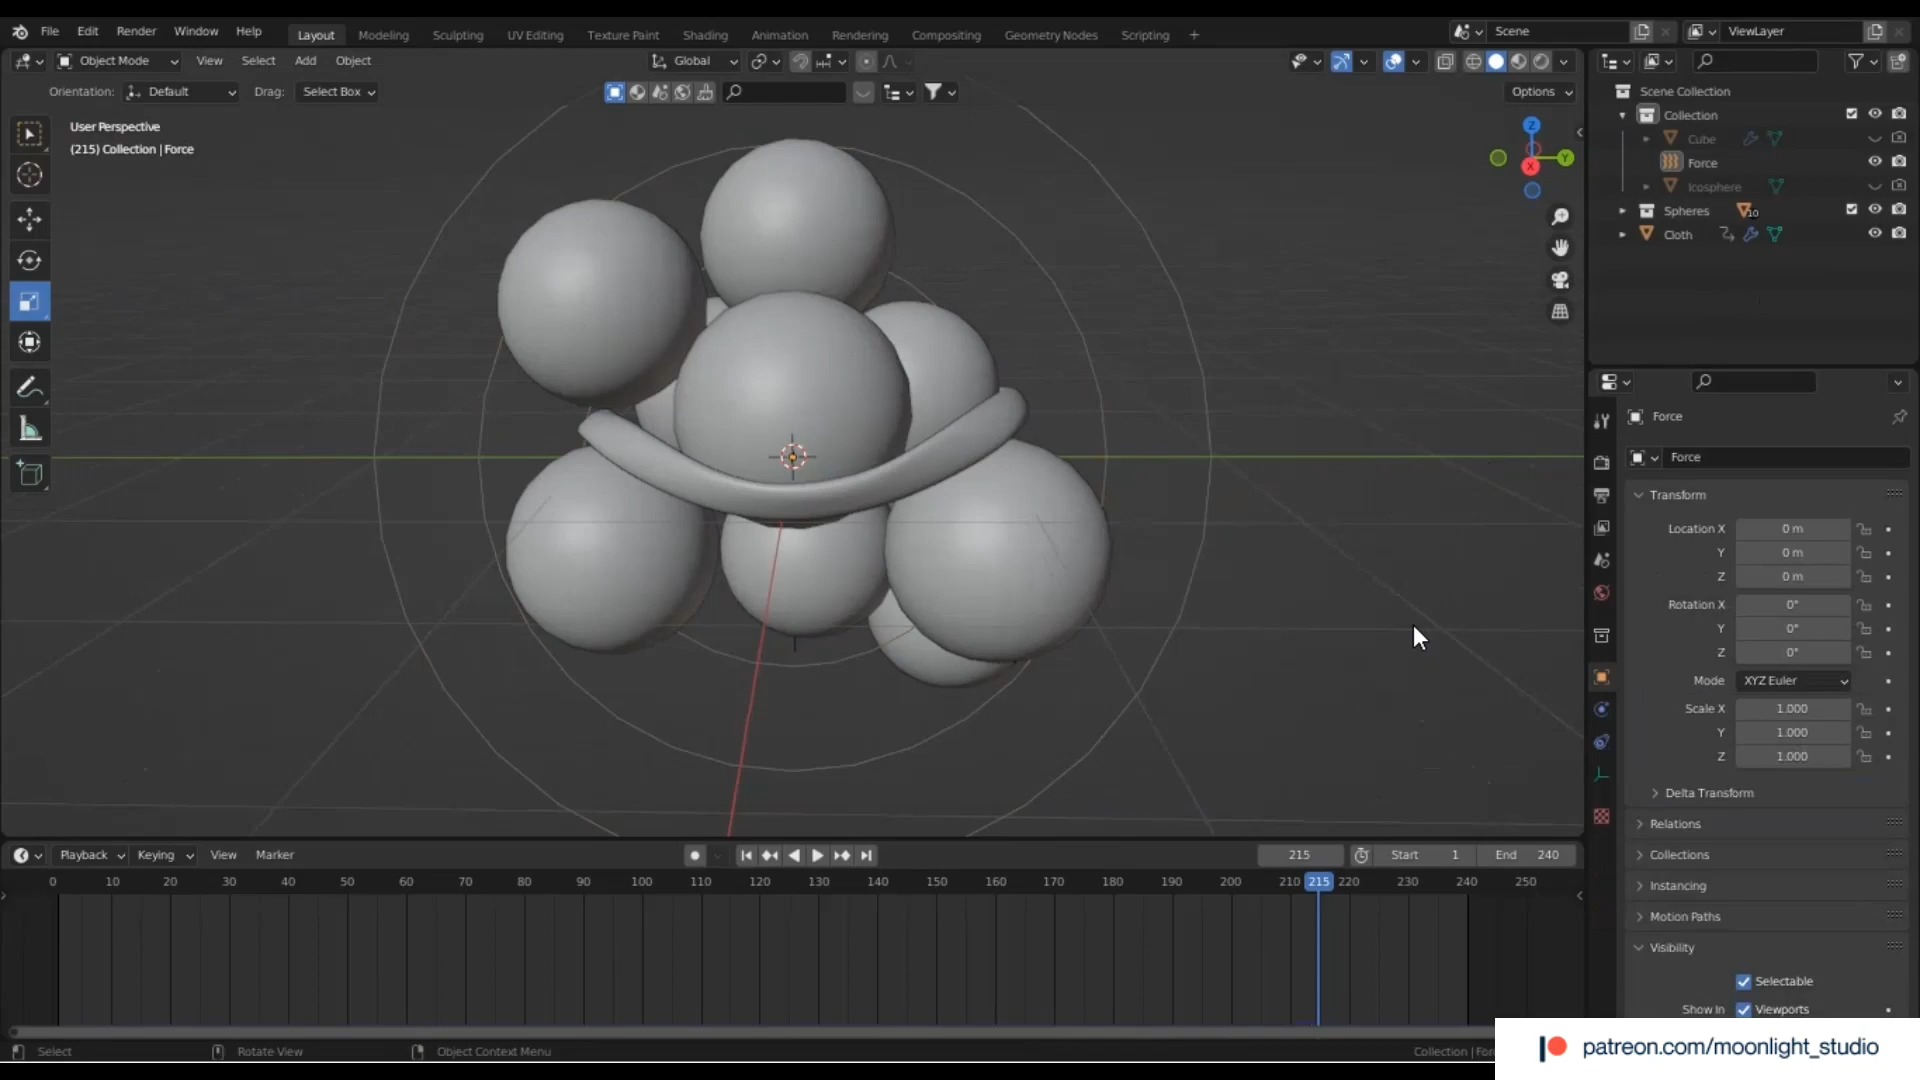 File Edit Render Window Help Layout Modeling Sculpting UV Editing Texture Paint Shading Animation Rendering Compositing Geometry Nodes Scripting + Scene ViewLayer
Object Mode View Select Add Object Global
Orientation: Default Drag: Select Box Options
User Perspective
(215) Collection | Force
Z
Y
X
Scene Collection
Collection
Cube
Force
Icosphere
Spheres 10
Cloth
Force
Force
Transform
Location X 0 m
Y 0 m
Z 0 m
Rotation X 0°
Y 0°
Z 0°
Mode XYZ Euler
Scale X 1.000
Y 1.000
Z 1.000
Delta Transform
Relations
Collections
Instancing
Motion Paths
Visibility
Selectable
Show In Viewports
Playback Keying View Marker 215 Start 1 End 240
0 10 20 30 40 50 60 70 80 90 100 110 120 130 140 150 160 170 180 190 200 210 215 220 230 240 250
Select Rotate View Object Context Menu Collection | For
patreon.com/moonlight_studio